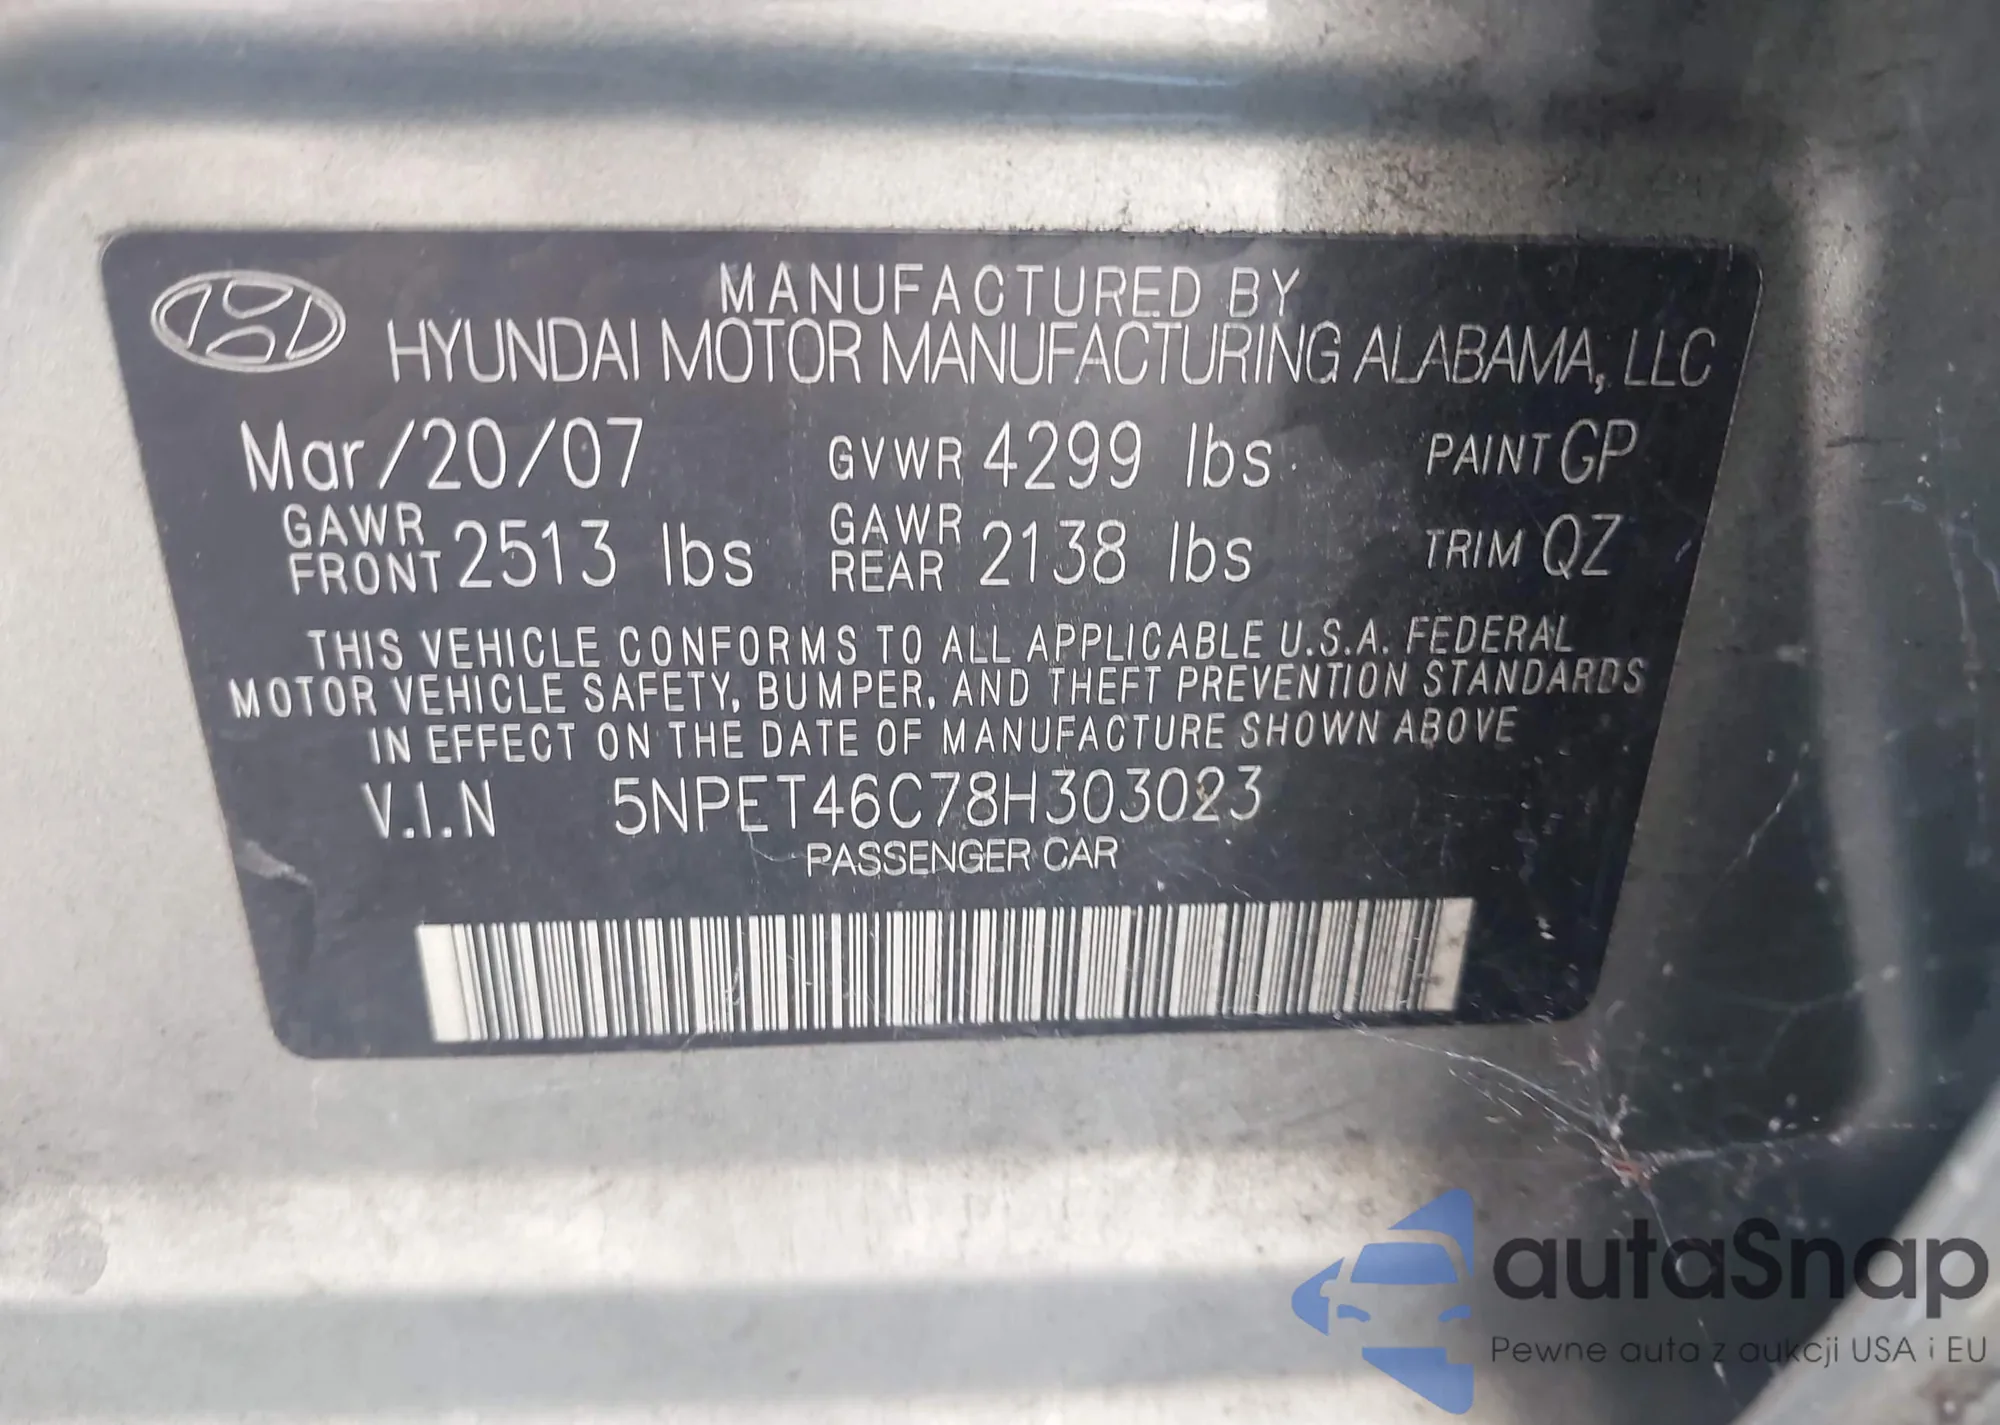 MANUFACTURED BY
HYUNDAI MOTOR MANUFACTURING ALABAMA, LLC
Mar/20/07 GVWR 4299 lbs PAINT GP
GAWR FRONT 2513 lbs GAWR REAR 2138 lbs TRIM QZ
THIS VEHICLE CONFORMS TO ALL APPLICABLE U.S.A. FEDERAL
MOTOR VEHICLE SAFETY, BUMPER, AND THEFT PREVENTION STANDARDS
IN EFFECT ON THE DATE OF MANUFACTURE SHOWN ABOVE
V.I.N 5NPET46C78H303023
PASSENGER CAR
autaSnap
Pewne auta z aukcji USA i EU